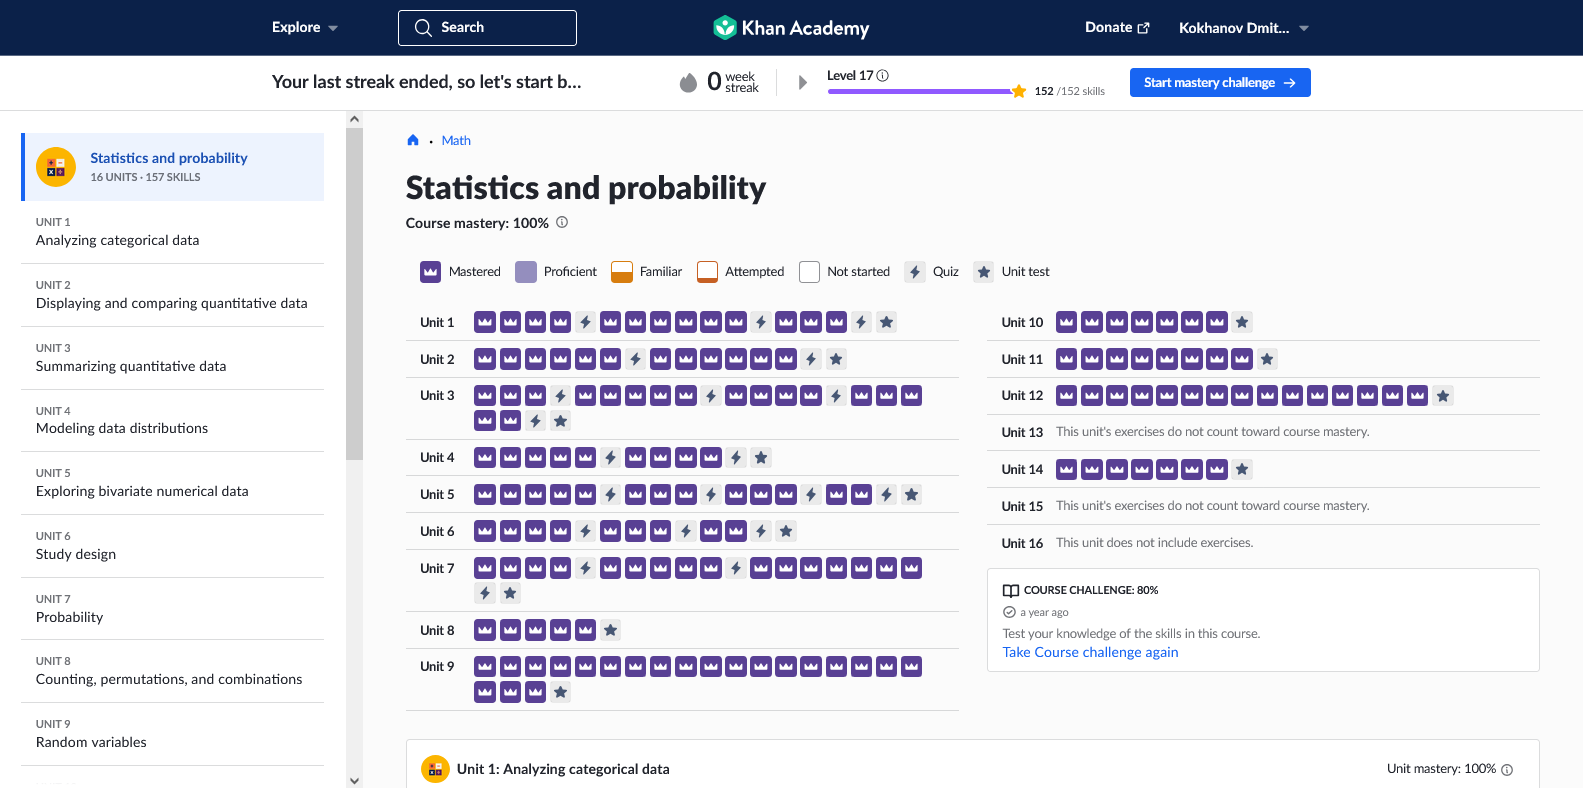 Explore
Search
Khan Academy
Donate
Kokhanov Dmit...
Your last streak ended, so let's start b...
0 week streak
Level 17
152 /152 skills
Start mastery challenge
Statistics and probability
16 UNITS · 157 SKILLS
UNIT 1
Analyzing categorical data
UNIT 2
Displaying and comparing quantitative data
UNIT 3
Summarizing quantitative data
UNIT 4
Modeling data distributions
UNIT 5
Exploring bivariate numerical data
UNIT 6
Study design
UNIT 7
Probability
UNIT 8
Counting, permutations, and combinations
UNIT 9
Random variables
Math
Statistics and probability
Course mastery: 100%
Mastered
Proficient
Familiar
Attempted
Not started
Quiz
Unit test
Unit 1
Unit 2
Unit 3
Unit 4
Unit 5
Unit 6
Unit 7
Unit 8
Unit 9
Unit 10
Unit 11
Unit 12
Unit 13 This unit's exercises do not count toward course mastery.
Unit 14
Unit 15 This unit's exercises do not count toward course mastery.
Unit 16 This unit does not include exercises.
COURSE CHALLENGE: 80%
a year ago
Test your knowledge of the skills in this course.
Take Course challenge again
Unit 1: Analyzing categorical data
Unit mastery: 100%